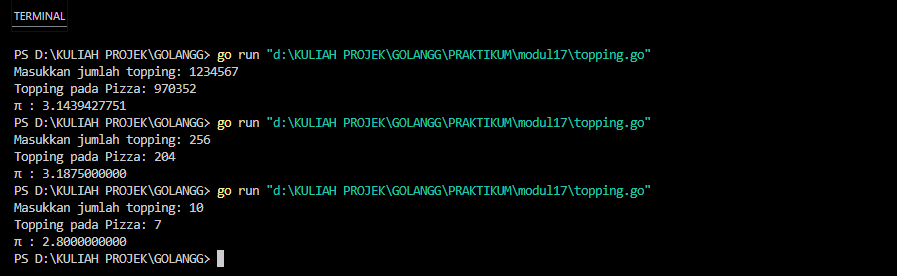 TERMINAL
PS D:\KULIAH PROJEK\GOLANGG> go run "d:\KULIAH PROJEK\GOLANGG\PRAKTIKUM\modul17\topping.go"
Masukkan jumlah topping: 1234567
Topping pada Pizza: 970352
π : 3.1439427751
PS D:\KULIAH PROJEK\GOLANGG> go run "d:\KULIAH PROJEK\GOLANGG\PRAKTIKUM\modul17\topping.go"
Masukkan jumlah topping: 256
Topping pada Pizza: 204
π : 3.1875000000
PS D:\KULIAH PROJEK\GOLANGG> go run "d:\KULIAH PROJEK\GOLANGG\PRAKTIKUM\modul17\topping.go"
Masukkan jumlah topping: 10
Topping pada Pizza: 7
π : 2.8000000000
PS D:\KULIAH PROJEK\GOLANGG>